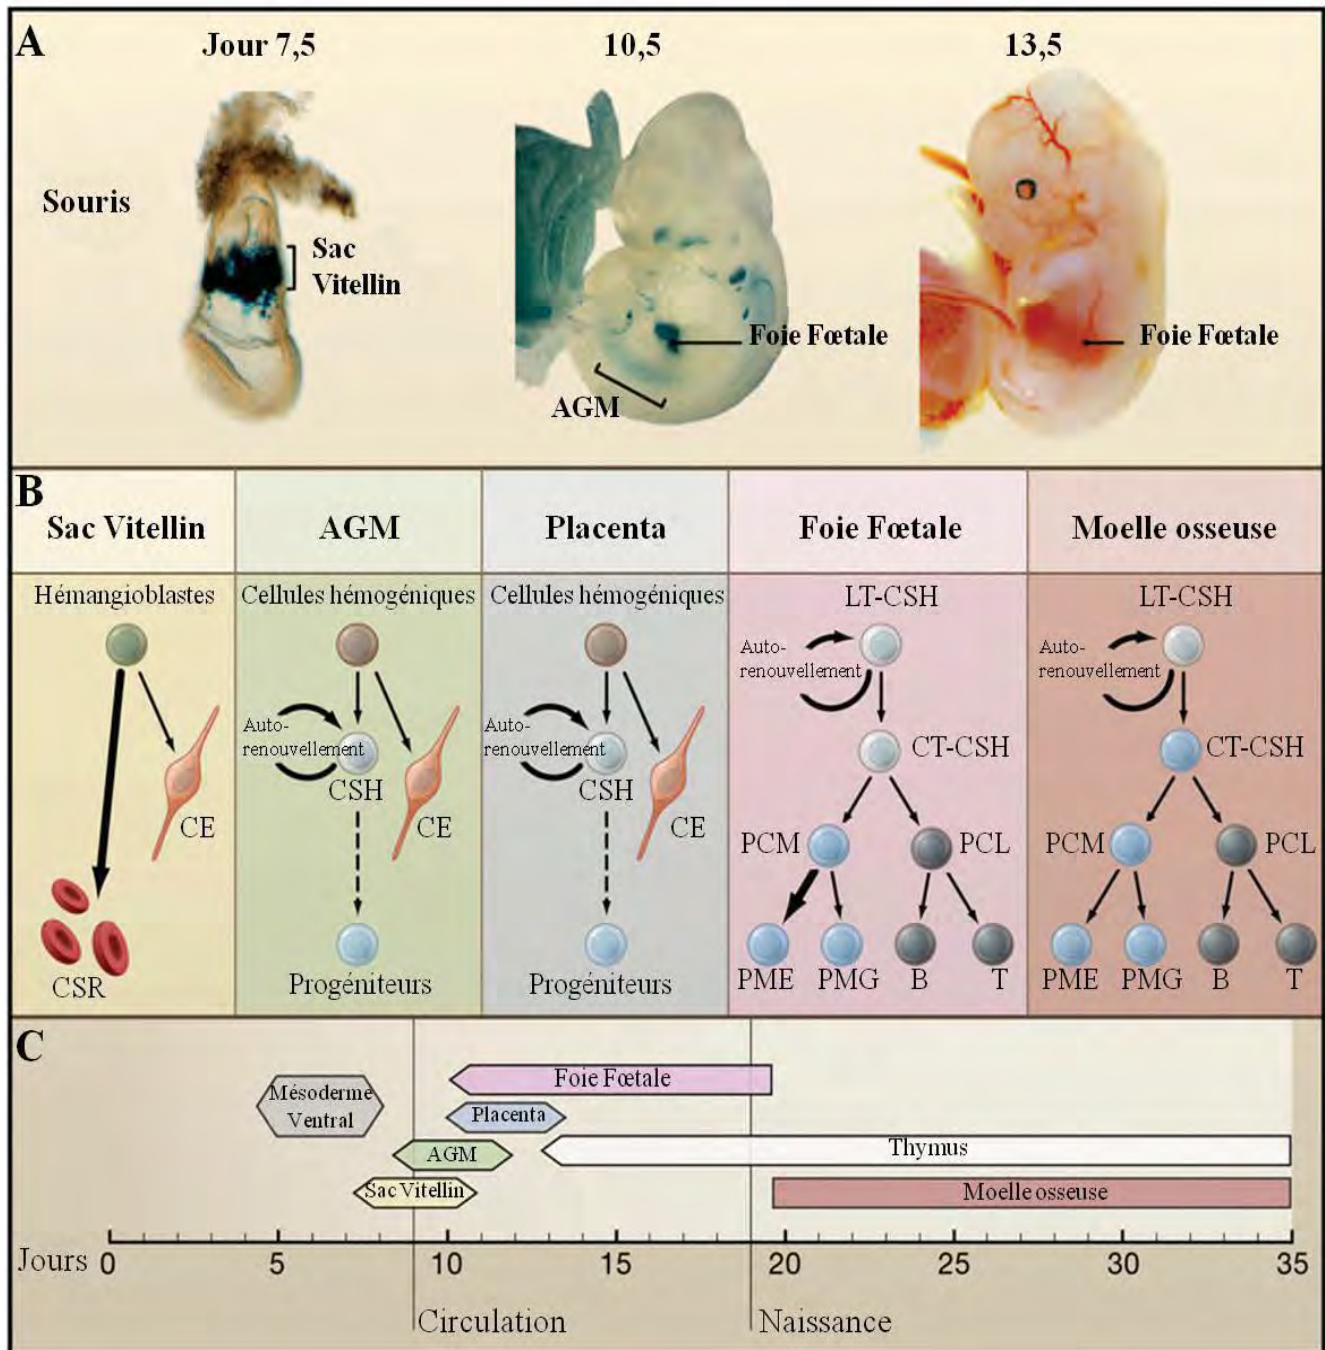 A
Jour 7,5
10,5
13,5
Souris
Sac
Vitellin
Foie Fœtale
AGM
Foie Fœtale
B
Sac Vitellin
AGM
Placenta
Foie Fœtale
Moelle osseuse
Hémangioblastes
CE
CSR
Cellules hémogéniques
Auto-
renouvellement
CSH
CE
Progéniteurs
Cellules hémogéniques
Auto-
renouvellement
CSH
CE
Progéniteurs
LT-CSH
Auto-
renouvellement
CT-CSH
PCM
PCL
PME
PMG
B
T
LT-CSH
Auto-
renouvellement
CT-CSH
PCM
PCL
PME
PMG
B
T
C
Mésoderme
Ventral
Foie Fœtale
Placenta
AGM
Thymus
Sac Vitellin
Moelle osseuse
Jours 0 5 10 15 20 25 30 35
Circulation
Naissance